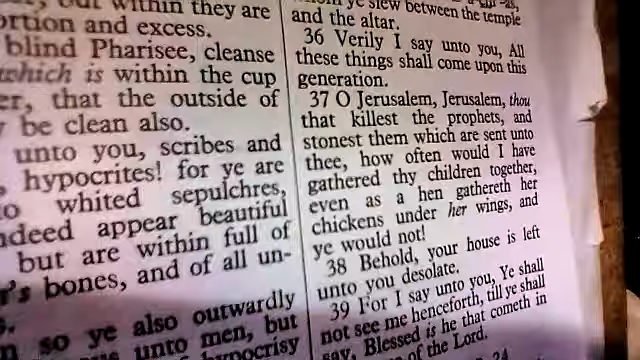 but within they are
and excess.
blind Pharisee, cleanse
which is within the cup
that the outside of
be clean also.
unto you, scribes and
hypocrites! for ye are
whited sepulchres,
appear beautiful
but are within full of
bones, and of all un-
so ye also outwardly
unto men, but
ye slew between the temple
and the altar.
36 Verily I say unto you, All
these things shall come upon this
generation.
37 O Jerusalem, Jerusalem, thou
that killest the prophets, and
stonest them which are sent unto
thee, how often would I have
gathered thy children together,
even as a hen gathereth her
chickens under her wings, and
ye would not!
38 Behold, your house is left
unto you desolate.
39 For I say unto you, Ye shall
not see me henceforth, till ye shall
say, Blessed is he that cometh in
of the Lord.
24